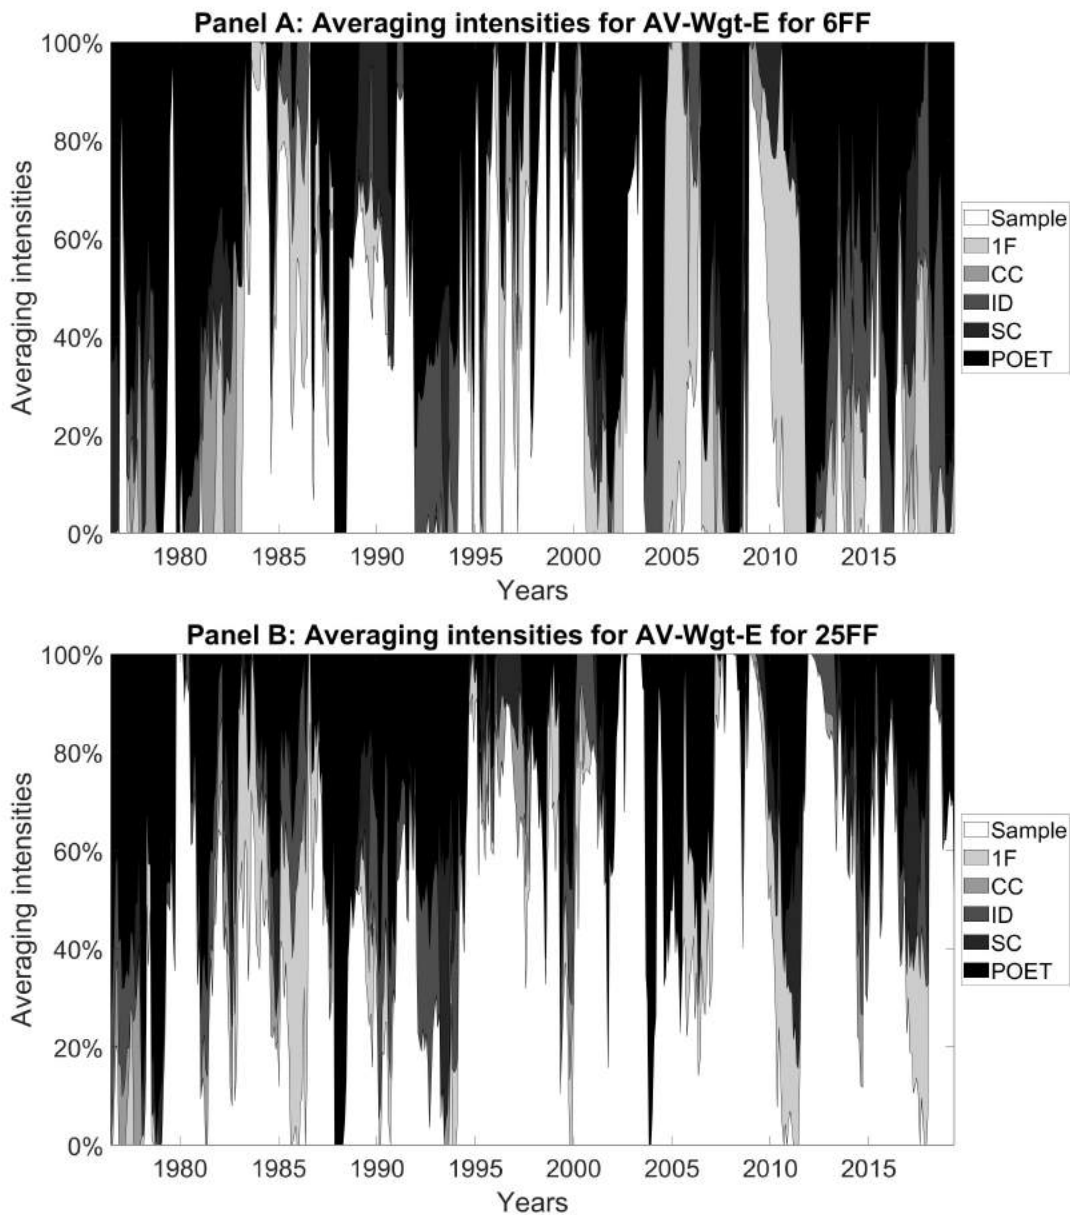 Panel A: Averaging intensities for AV-Wgt-E for 6FF
100%
80%
60%
40%
20%
0%
Averaging intensities
1980 1985 1990 1995 2000 2005 2010 2015
Years
Sample
1F
CC
ID
SC
POET
Panel B: Averaging intensities for AV-Wgt-E for 25FF
100%
80%
60%
40%
20%
0%
Averaging intensities
1980 1985 1990 1995 2000 2005 2010 2015
Years
Sample
1F
CC
ID
SC
POET